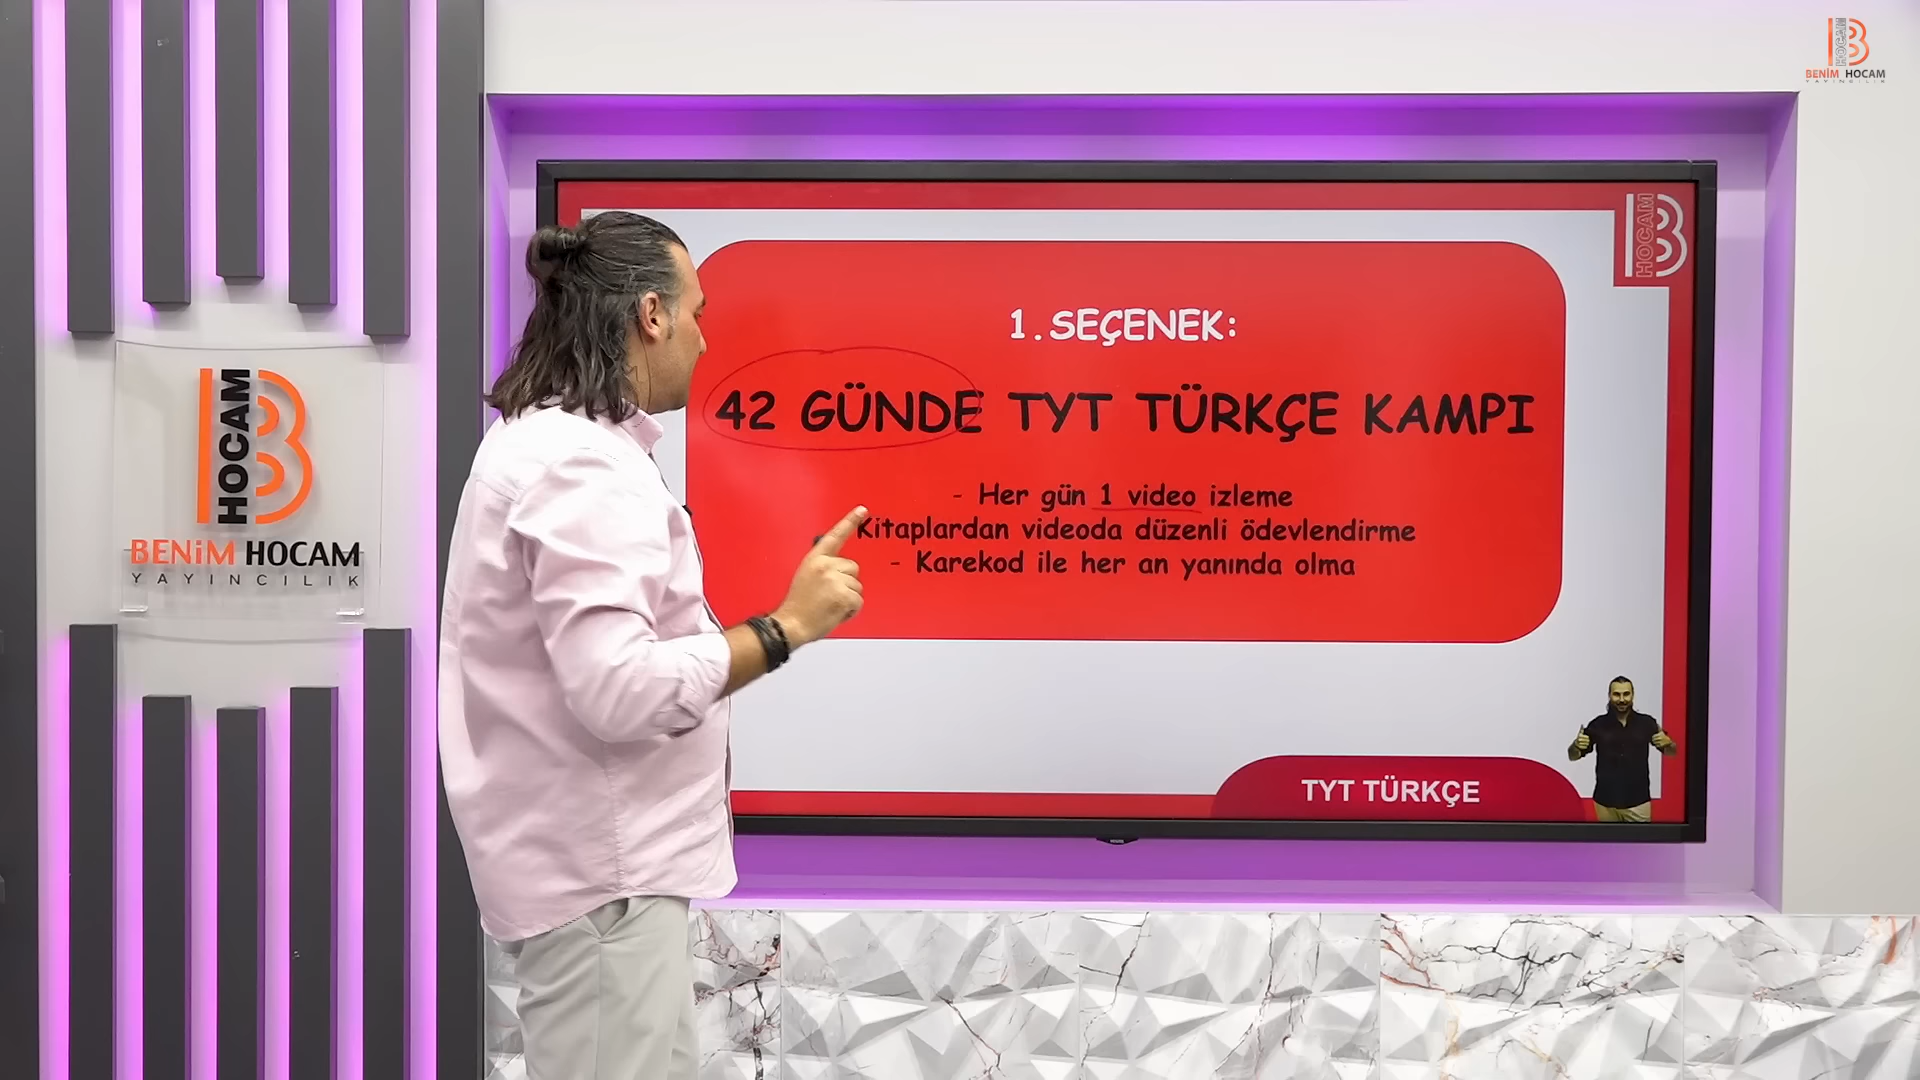 HOCAM
BENİM HOCAM
YAYINCILIK
HOCAM
1.SEÇENEK:
42 GÜNDE TYT TÜRKÇE KAMPI
- Her gün 1 video izleme
Kitaplardan videoda düzenli ödevlendirme
- Karekod ile her an yanında olma
TYT TÜRKÇE
HOCAM
BENİM HOCAM
YAYINCILIK